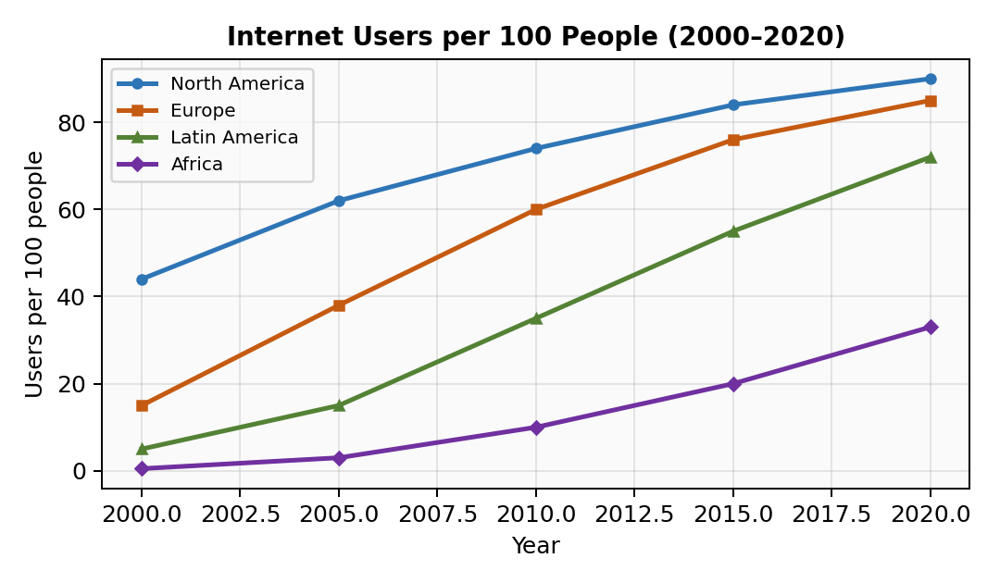 Internet Users per 100 People (2000–2020)
North America
Europe
Latin America
Africa
Users per 100 people
80
60
40
20
0
2000.0 2002.5 2005.0 2007.5 2010.0 2012.5 2015.0 2017.5 2020.0
Year